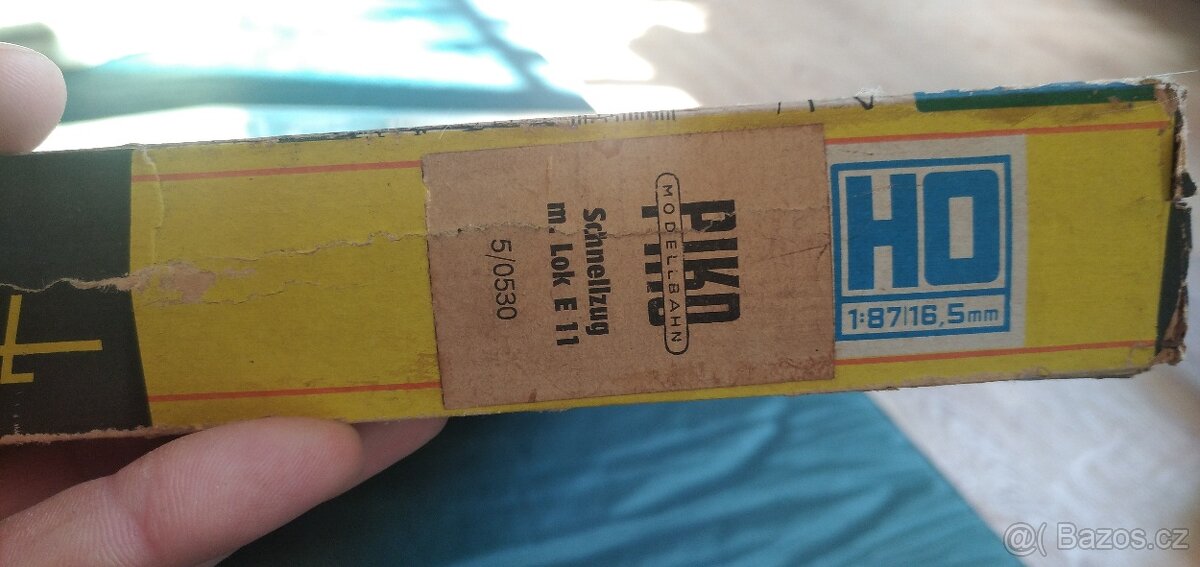 PIKO
MODELLBAHN
Schnellzug
m. Lok E 11
5/0530
HO
1:87/16,5mm
@( Bazos.cz